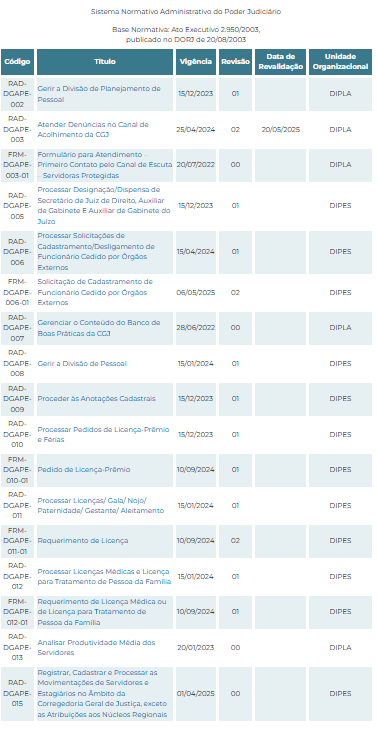 Sistema Normativo Administrativo do Poder Judiciário
Base Normativa: Ato Executivo 2.950/2003,
publicado no DORJ de 20/08/2003
Código Título Vigência Revisão Data de Revalidação Unidade Organizacional
RAD-DGAPE-002 Gerir a Divisão de Planejamento de Pessoal 15/12/2023 01 DIPLA
RAD-DGAPE-003 Atender Denúncias no Canal de Acolhimento da CGJ 25/04/2024 02 20/05/2025 DIPLA
FRM-DGAPE-003-01 Formulário para Atendimento – Primeiro Contato pelo Canal de Escuta – Servidoras Protegidas 20/07/2022 00 DIPLA
RAD-DGAPE-005 Processar Designação/Dispensa de Secretário de Juiz de Direito, Auxiliar de Gabinete E Auxiliar de Gabinete do Juízo 15/12/2023 01 DIPES
RAD-DGAPE-006 Processar Solicitações de Cadastramento/Desligamento de Funcionário Cedido por Órgãos Externos 15/04/2024 01 DIPES
FRM-DGAPE-006-01 Solicitação de Cadastramento de Funcionário Cedido por Órgãos Externos 06/05/2025 02 DIPES
RAD-DGAPE-007 Gerenciar o Conteúdo do Banco de Boas Práticas da CGJ 28/06/2022 00 DIPLA
RAD-DGAPE-008 Gerir a Divisão de Pessoal 15/01/2024 01 DIPES
RAD-DGAPE-009 Proceder às Anotações Cadastrais 15/12/2023 01 DIPES
RAD-DGAPE-010 Processar Pedidos de Licença-Prêmio e Férias 15/12/2023 01 DIPES
FRM-DGAPE-010-01 Pedido de Licença-Prêmio 10/09/2024 01 DIPES
RAD-DGAPE-011 Processar Licenças/ Gala/ Nojo/ Paternidade/ Gestante/ Aleitamento 15/01/2024 01 DIPES
FRM-DGAPE-011-01 Requerimento de Licença 10/09/2024 02 DIPES
RAD-DGAPE-012 Processar Licenças Médicas e Licença para Tratamento de Pessoa da Família 15/01/2024 01 DIPES
FRM-DGAPE-012-01 Requerimento de Licença Médica ou de Licença para Tratamento de Pessoa da Família 10/09/2024 01 DIPES
RAD-DGAPE-013 Analisar Produtividade Média dos Servidores 20/01/2023 00 DIPLA
RAD-DGAPE-015 Registrar, Cadastrar e Processar as Movimentações de Servidores e Estagiários no Âmbito da Corregedoria Geral de Justiça, exceto as Atribuições aos Núcleos Regionais 01/04/2025 00 DIPES